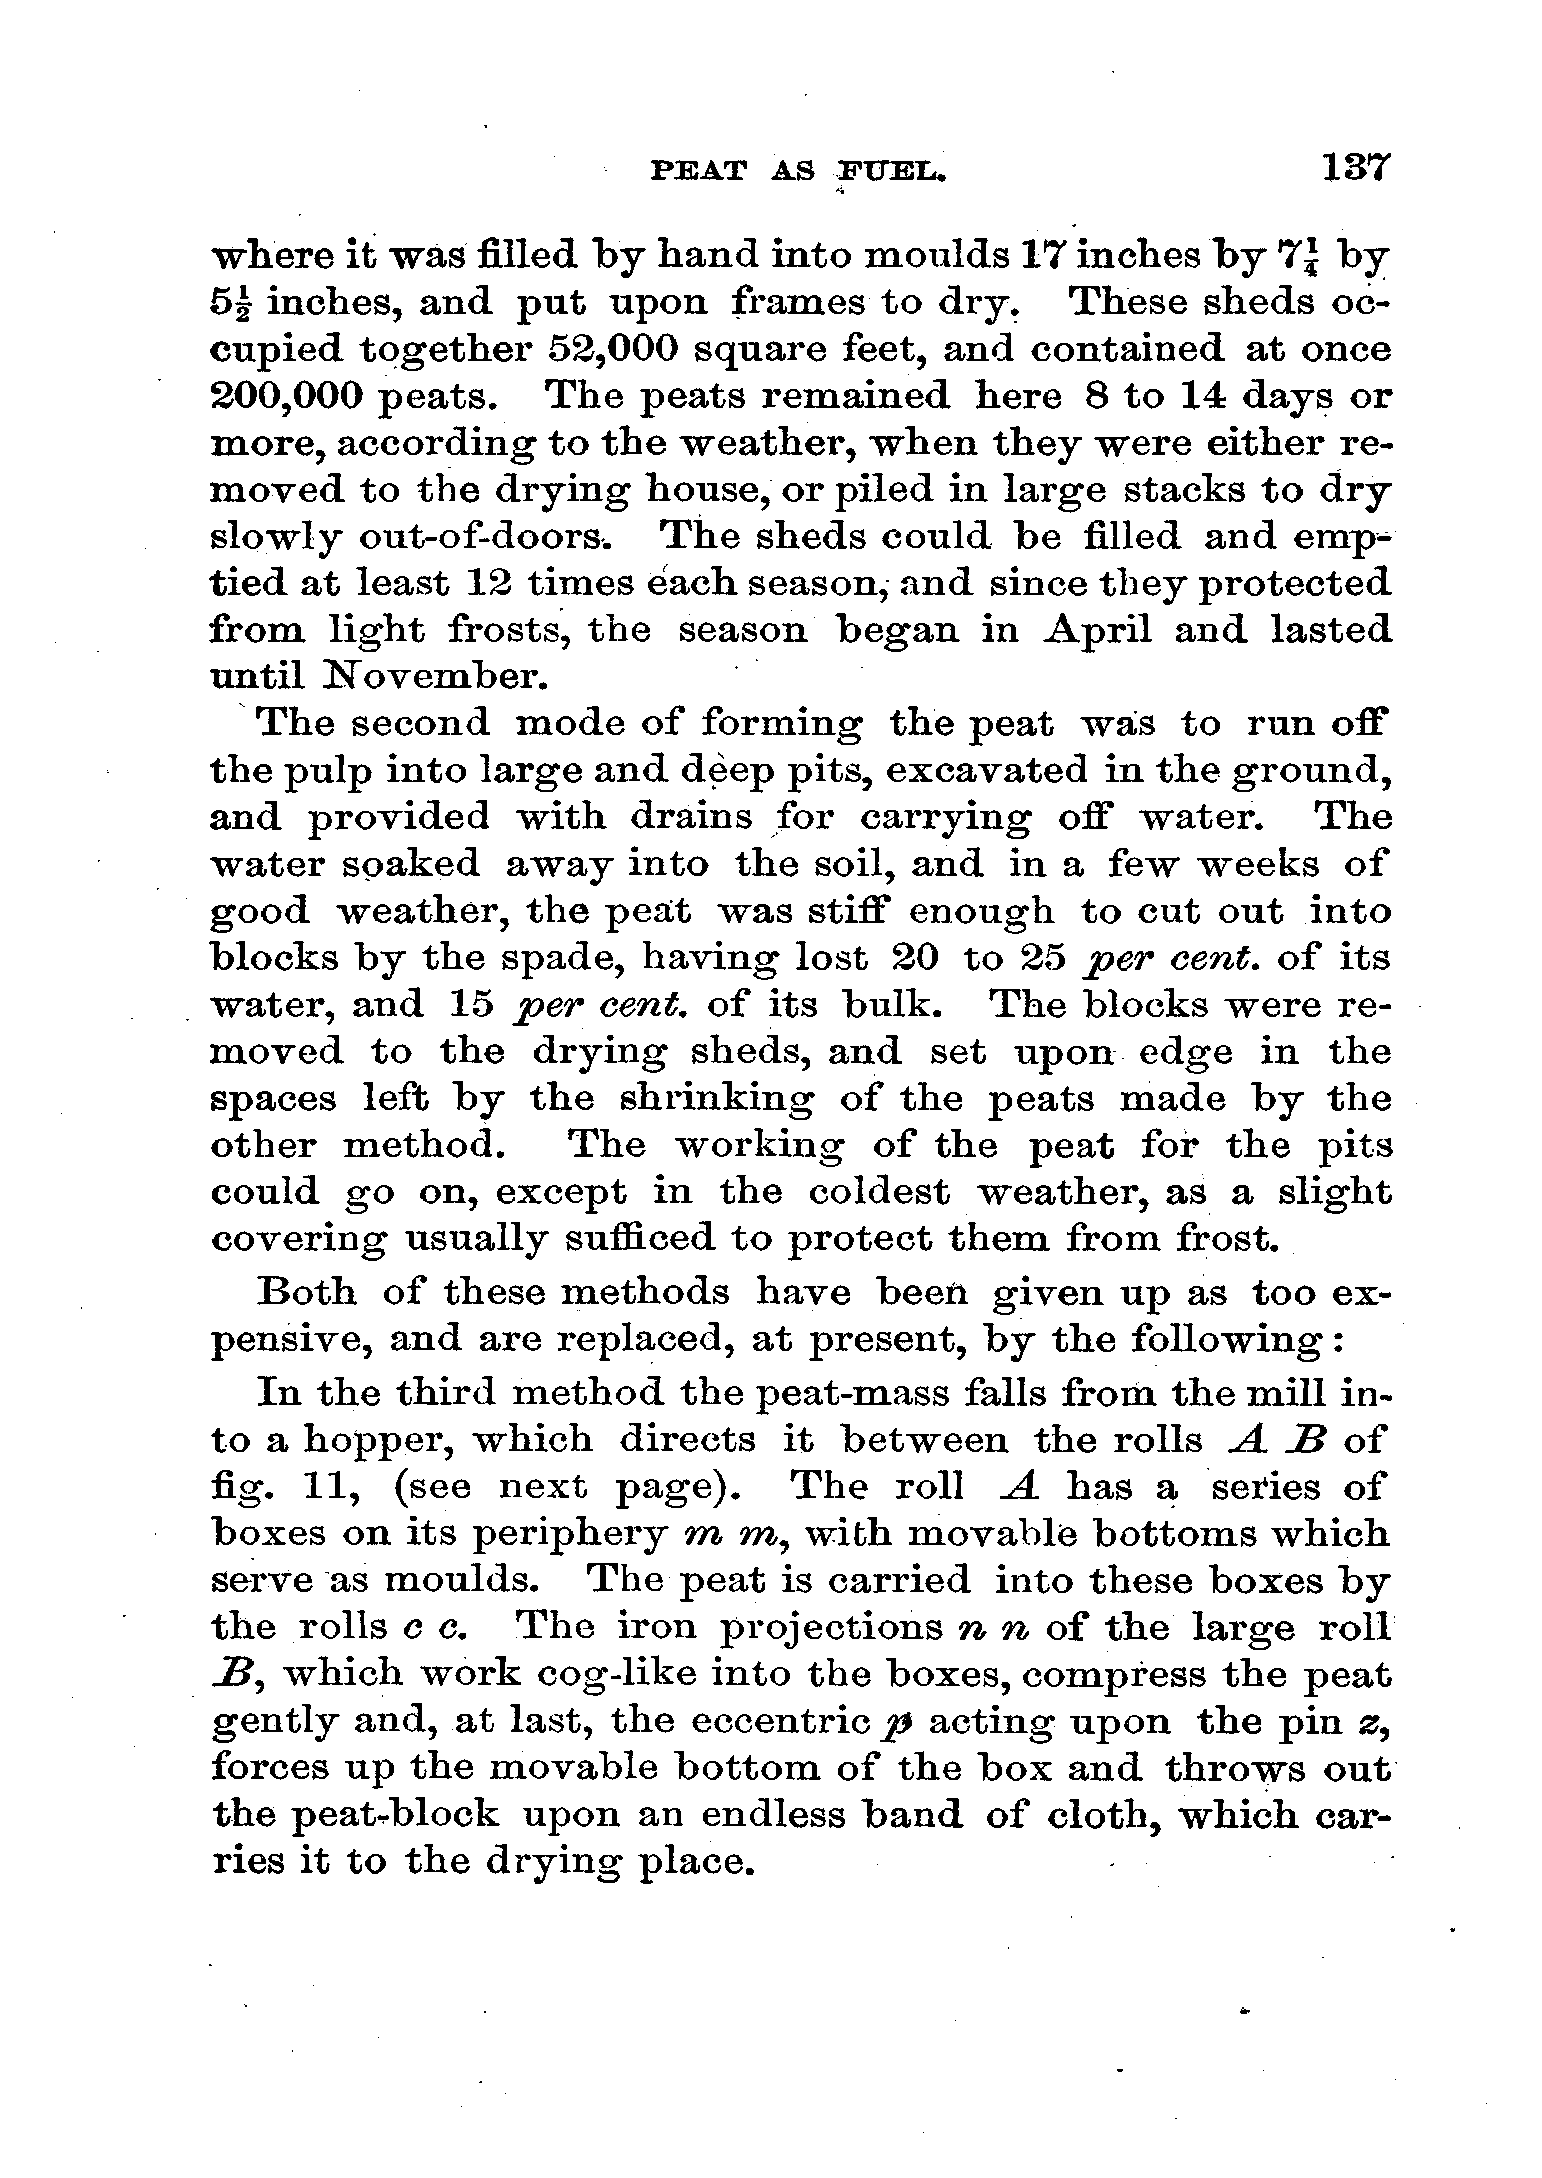 PEAT AS FUEL. 137
where it was filled by hand into moulds 17 inches by 7¼ by
5½ inches, and put upon frames to dry. These sheds oc-
cupied together 52,000 square feet, and contained at once
200,000 peats. The peats remained here 8 to 14 days or
more, according to the weather, when they were either re-
moved to the drying house, or piled in large stacks to dry
slowly out-of-doors. The sheds could be filled and emp-
tied at least 12 times each season, and since they protected
from light frosts, the season began in April and lasted
until November.
The second mode of forming the peat was to run off
the pulp into large and deep pits, excavated in the ground,
and provided with drains for carrying off water. The
water soaked away into the soil, and in a few weeks of
good weather, the peat was stiff enough to cut out into
blocks by the spade, having lost 20 to 25 per cent. of its
water, and 15 per cent. of its bulk. The blocks were re-
moved to the drying sheds, and set upon edge in the
spaces left by the shrinking of the peats made by the
other method. The working of the peat for the pits
could go on, except in the coldest weather, as a slight
covering usually sufficed to protect them from frost.
Both of these methods have been given up as too ex-
pensive, and are replaced, at present, by the following:
In the third method the peat-mass falls from the mill in-
to a hopper, which directs it between the rolls A B of
fig. 11, (see next page). The roll A has a series of
boxes on its periphery m m, with movable bottoms which
serve as moulds. The peat is carried into these boxes by
the rolls c c. The iron projections n n of the large roll
B, which work cog-like into the boxes, compress the peat
gently and, at last, the eccentric p acting upon the pin z,
forces up the movable bottom of the box and throws out
the peat-block upon an endless band of cloth, which car-
ries it to the drying place.